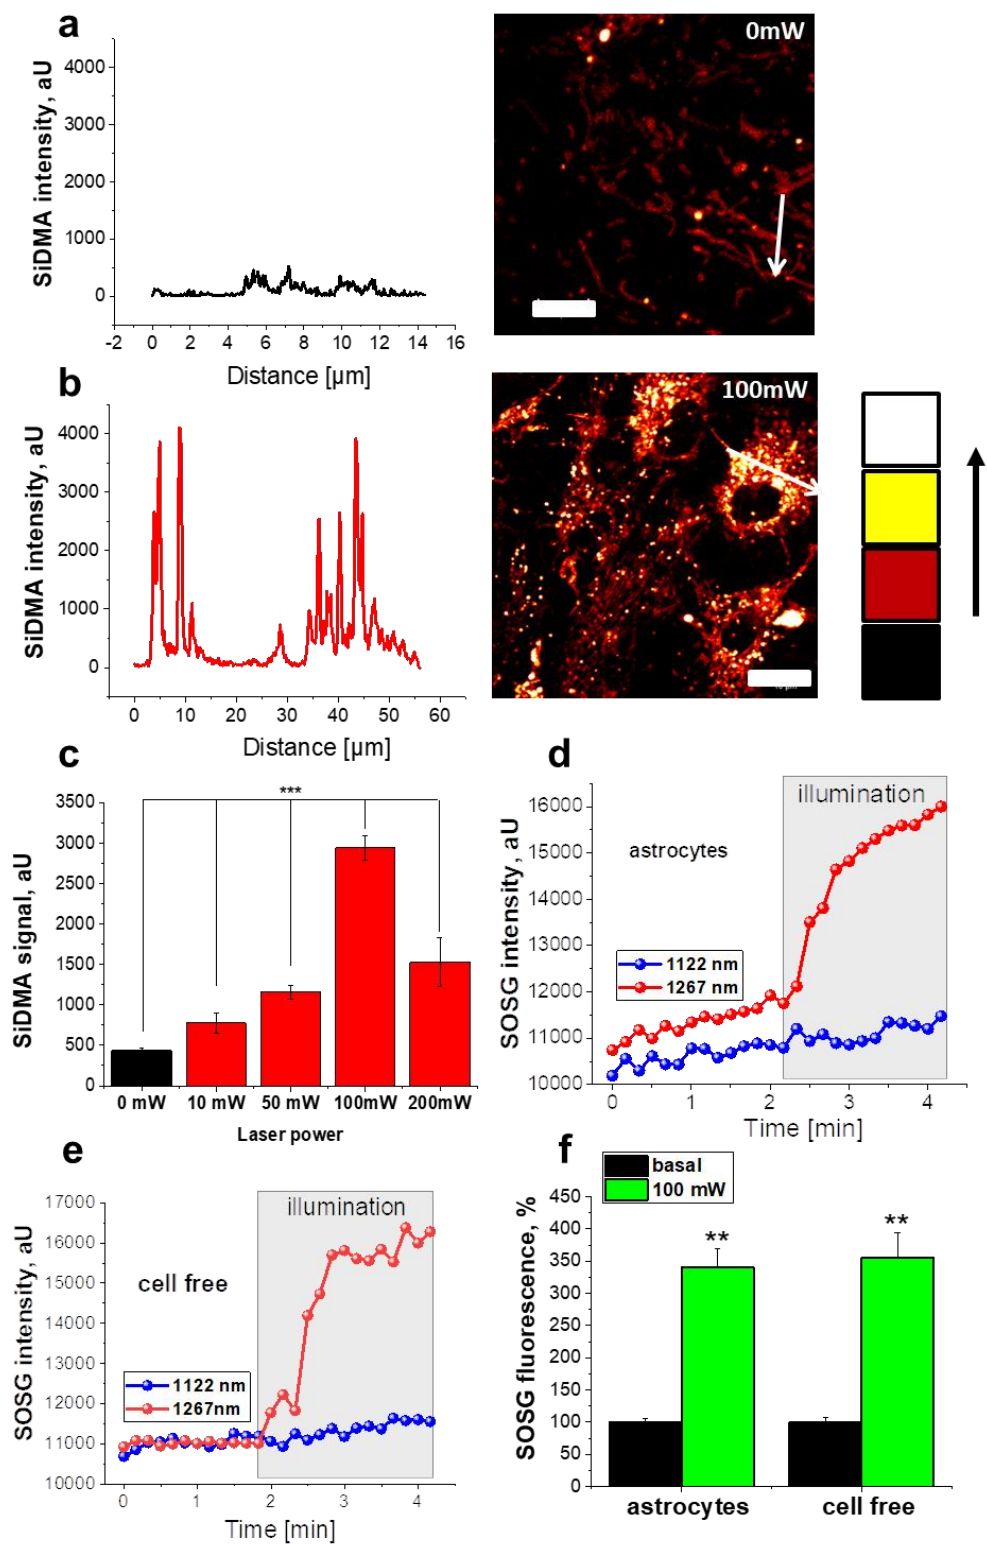 a
SiDMA intensity, aU
4000
3000
2000
1000
0
-2 0 2 4 6 8 10 12 14 16
Distance [µm]
0mW
b
SiDMA intensity, aU
4000
3000
2000
1000
0
0 10 20 30 40 50 60
Distance [µm]
100mW
c
SiDMA signal, aU
3500
3000
2500
2000
1500
1000
500
0
***
0 mW 10 mW 50 mW 100mW 200mW
Laser power
d
SOSG intensity, aU
16000
15000
14000
13000
12000
11000
10000
illumination
astrocytes
1122 nm
1267 nm
0 1 2 3 4
Time [min]
e
SOSG intensity, aU
17000
16000
15000
14000
13000
12000
11000
10000
illumination
cell free
1122 nm
1267nm
0 1 2 3 4
Time [min]
f
basal
100 mW
SOSG fluorescence, %
450
400
350
300
250
200
150
100
50
0
**
**
astrocytes cell free